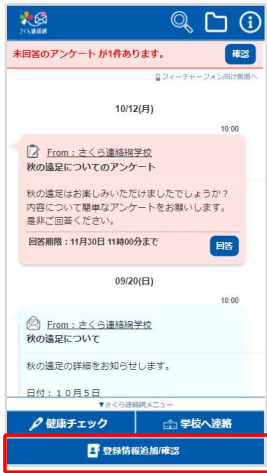 さくら連絡網
未回答のアンケート が1件あります。
確認
フィーチャーフォン向け画面へ
10/12(月)
10:00
From：さくら連絡網学校
秋の遠足についてのアンケート
秋の遠足はお楽しみいただけましたでしょうか？
内容について簡単なアンケートをお願いします。
是非ご回答ください。
回答期限：11月30日 11時00分まで
回答
09/20(日)
10:00
From：さくら連絡網学校
秋の遠足について
秋の遠足の詳細をお知らせします。
日付：１０月５日
▼さくら連絡網メニュー
健康チェック
学校へ連絡
登録情報追加/確認